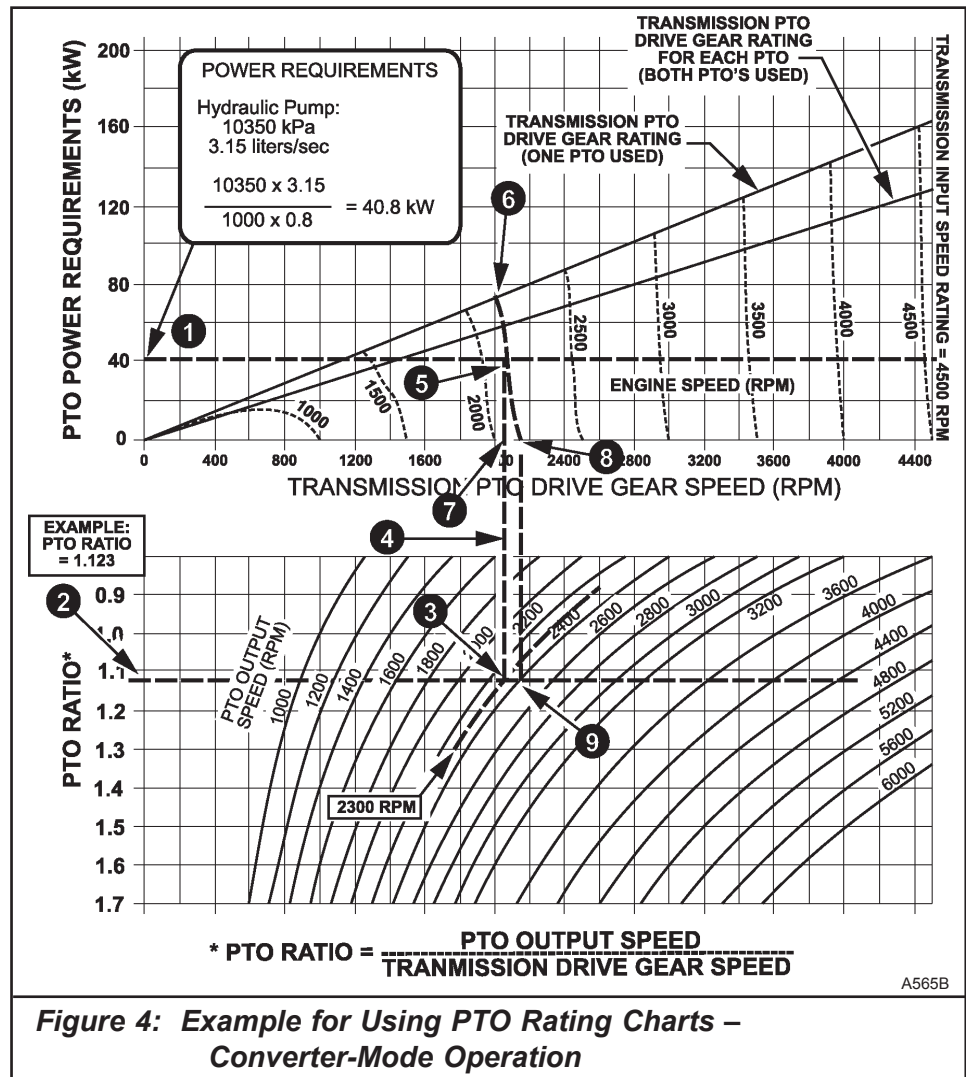 TRANSMISSION PTO
DRIVE GEAR RATING
FOR EACH PTO
(BOTH PTO'S USED)
TRANSMISSION PTO
DRIVE GEAR RATING
(ONE PTO USED)
TRANSMISSION INPUT SPEED RATING = 4500 RPM
PTO POWER REQUIREMENTS (kW)
200
160
120
80
40
0
POWER REQUIREMENTS
Hydraulic Pump:
10350 kPa
3.15 liters/sec
10350 x 3.15
1000 x 0.8
= 40.8 kW
6
1
5
1000
1500
2000
2500
3000
3500
4000
4500
ENGINE SPEED (RPM)
8
0
400
800
1200
1600
2400
2800
3200
3600
4000
4400
TRANSMISSION PTO DRIVE GEAR SPEED (RPM)
7
4
EXAMPLE:
PTO RATIO
= 1.123
2
3
9
PTO RATIO*
0.9
1.0
1.1
1.2
1.3
1.4
1.5
1.6
1.7
PTO OUTPUT
SPEED (RPM)
1000
1200
1400
1600
1800
2200
2400
2600
2800
3000
3200
3600
4000
4400
4800
5200
5600
6000
2300 RPM
* PTO RATIO =
PTO OUTPUT SPEED
TRANMISSION DRIVE GEAR SPEED
A565B
Figure 4: Example for Using PTO Rating Charts –
Converter-Mode Operation